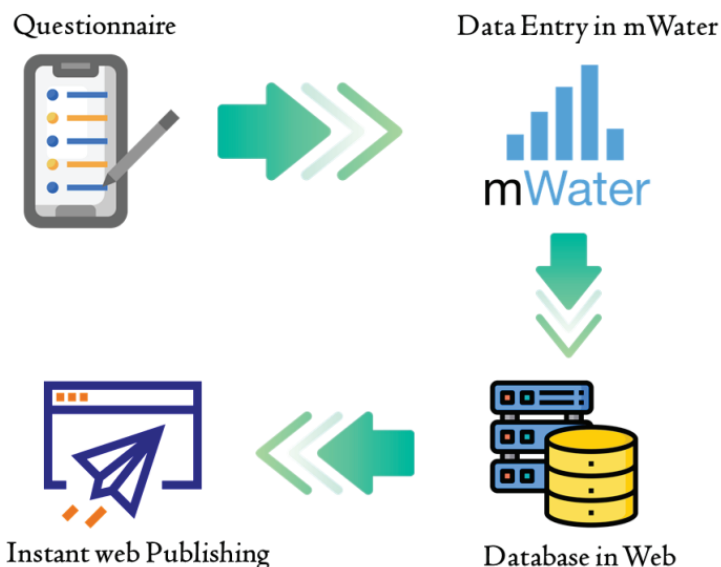 Questionnaire
Data Entry in mWater
mWater
Instant web Publishing
Database in Web